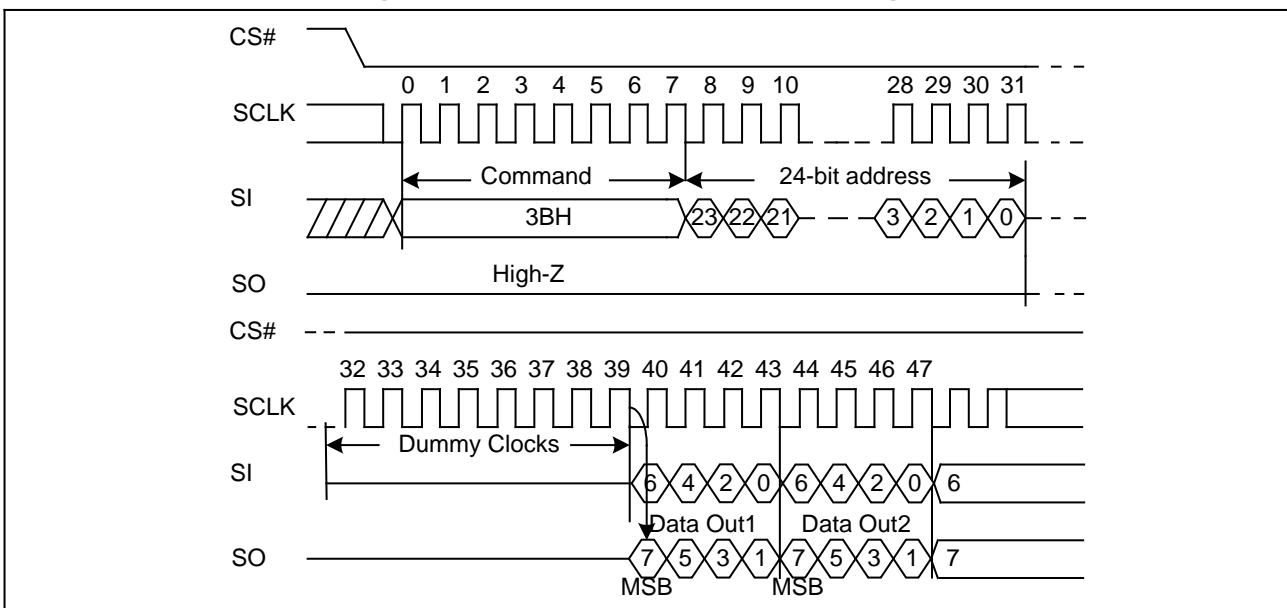 CS#
0 1 2 3 4 5 6 7 8 9 10 28 29 30 31
SCLK
Command 24-bit address
SI
3BH 23 22 21 3 2 1 0
High-Z
SO
CS#
32 33 34 35 36 37 38 39 40 41 42 43 44 45 46 47
SCLK
Dummy Clocks
SI 6 4 2 0 6 4 2 0 6
Data Out1 Data Out2
SO 7 5 3 1 7 5 3 1 7
MSB MSB